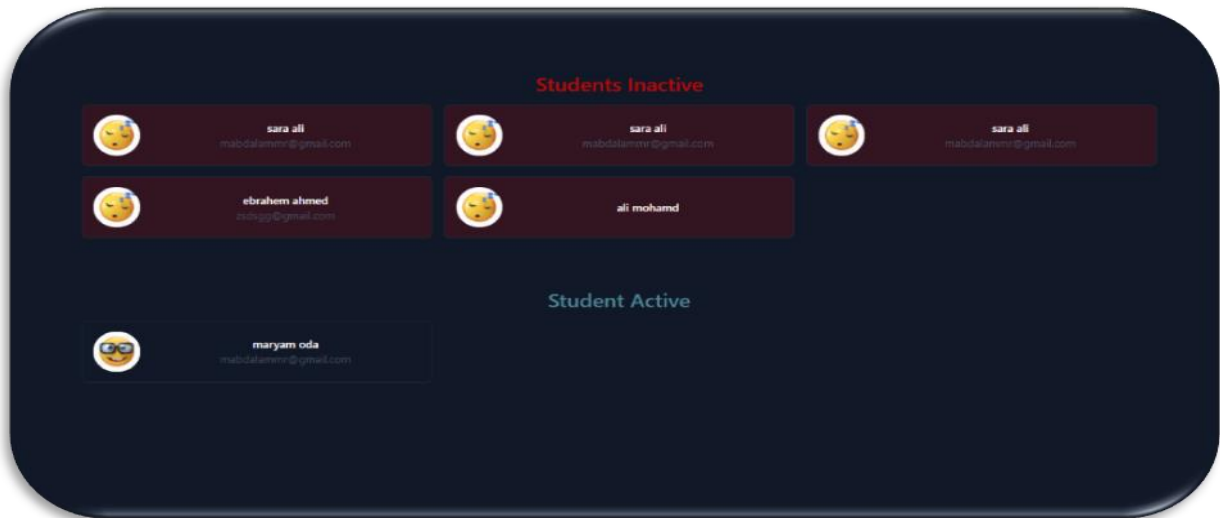 Students Inactive
sara ali
mabdalammr@gmail.com
sara ali
mabdalammr@gmail.com
sara ali
mabdalammr@gmail.com
ebrahem ahmed
ali mohamd
Student Active
maryam oda
mabdalammr@gmail.com